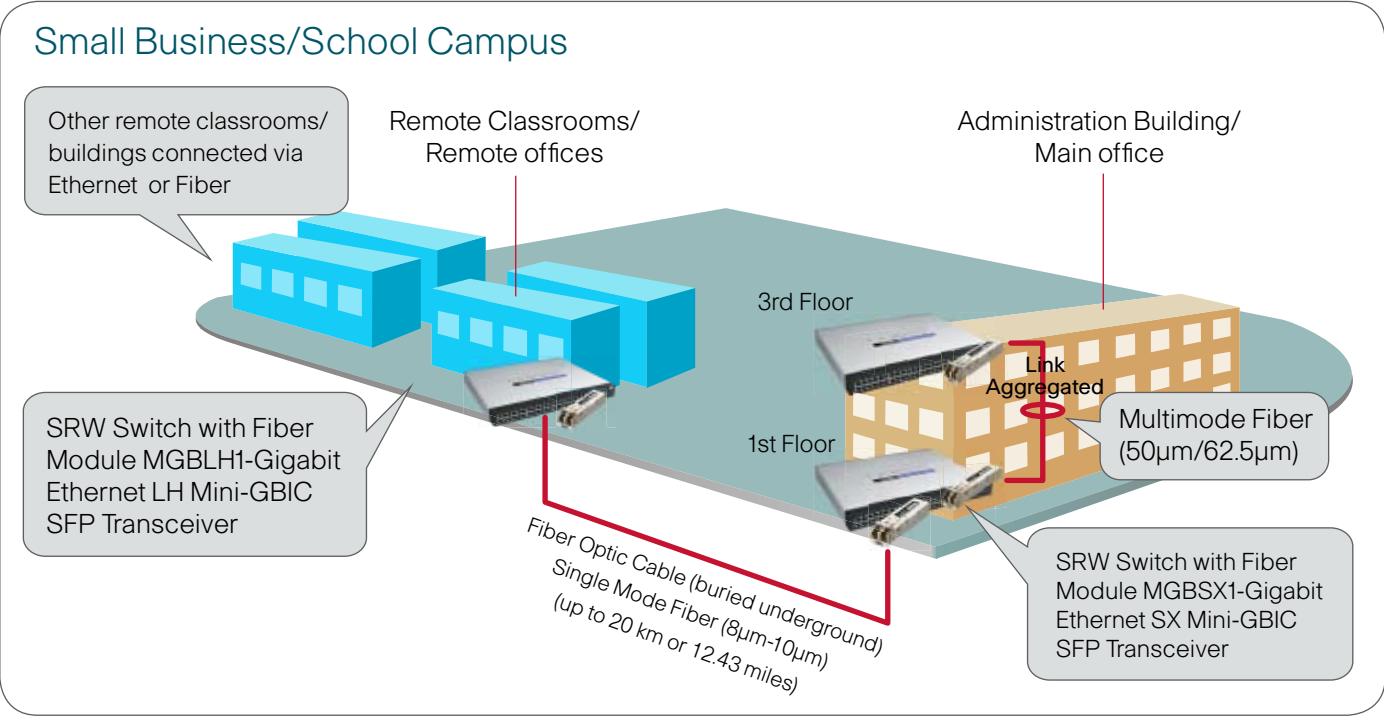 Small Business/School Campus
Other remote classrooms/
buildings connected via
Ethernet or Fiber
Remote Classrooms/
Remote offices
Administration Building/
Main office
3rd Floor
Link
Aggregated
1st Floor
Multimode Fiber
(50µm/62.5µm)
SRW Switch with Fiber
Module MGBLH1-Gigabit
Ethernet LH Mini-GBIC
SFP Transceiver
Fiber Optic Cable (buried underground)
Single Mode Fiber (8µm-10µm)
(up to 20 km or 12.43 miles)
SRW Switch with Fiber
Module MGBSX1-Gigabit
Ethernet SX Mini-GBIC
SFP Transceiver